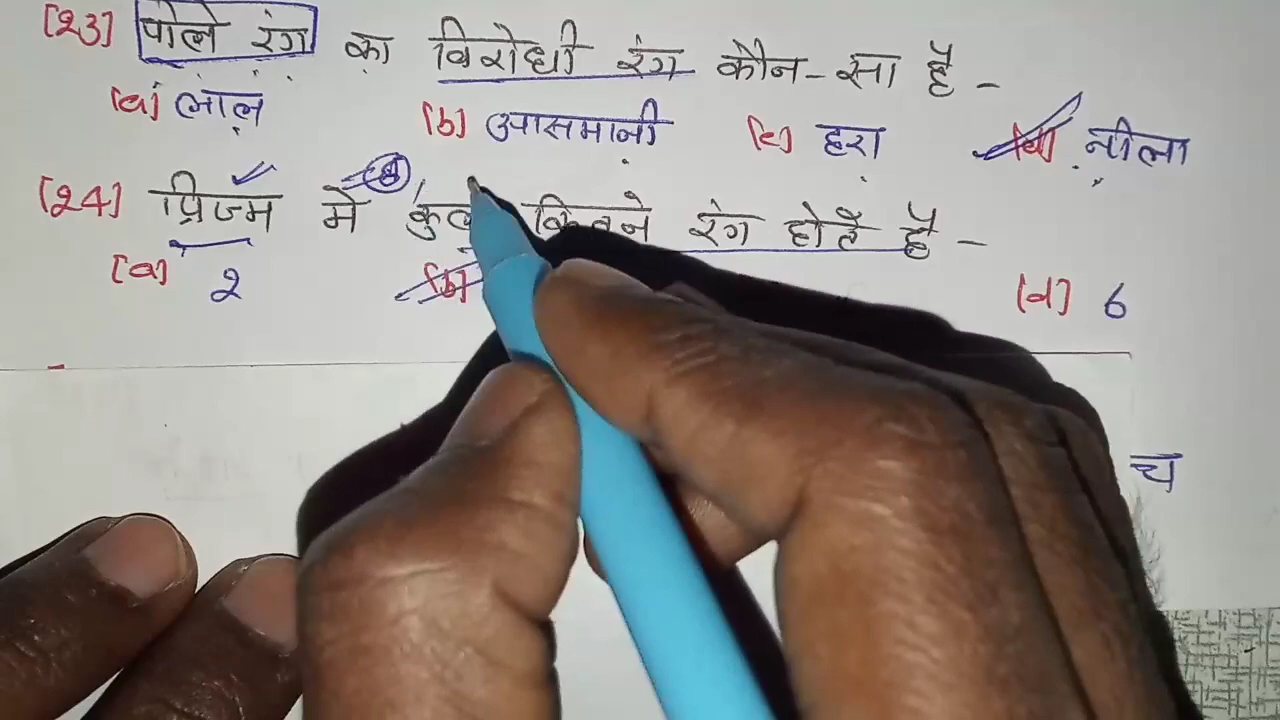 [23] पीले रंग का विरोधी रंग कौन-सा है -
[a] लाल [b] आसमानी [c] हरा [d] नीला
[24] प्रिज्म में कुल कितने रंग होते है -
[a] 2 [b] [d] 6
च